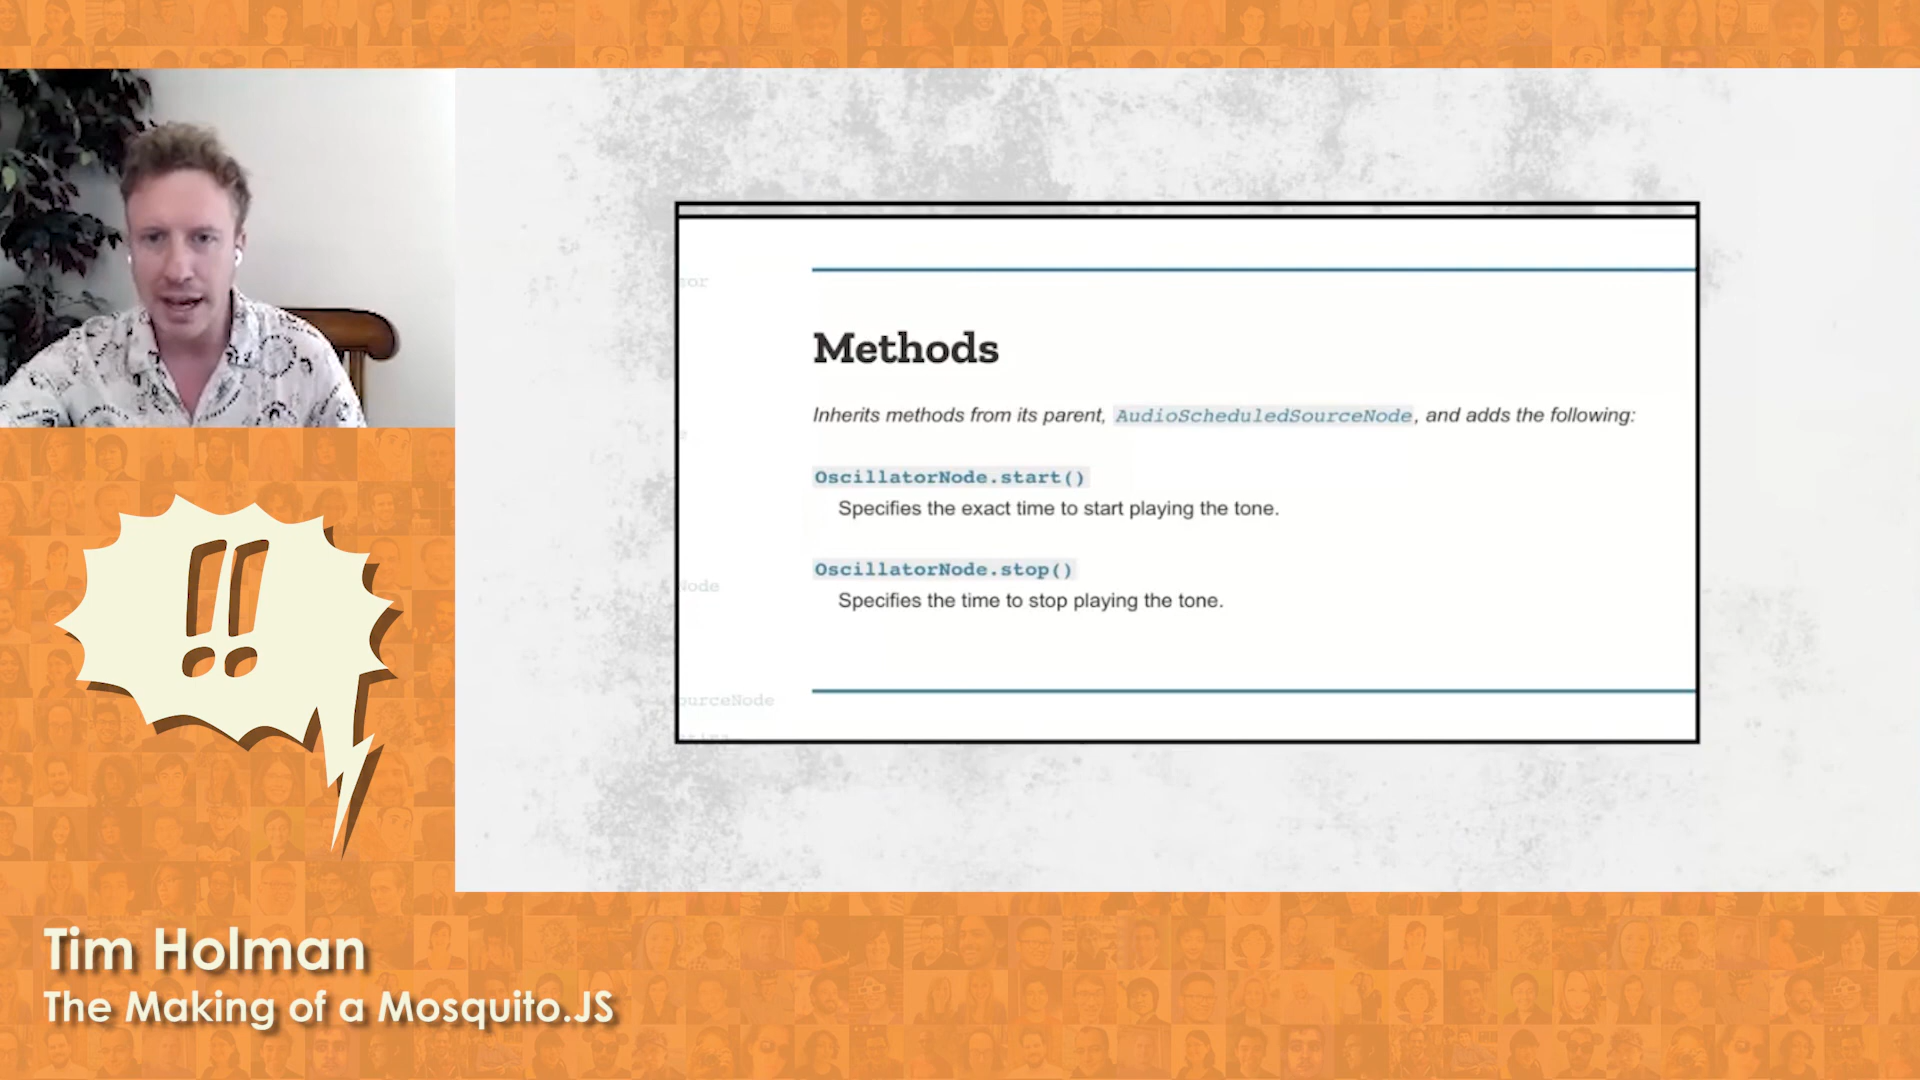 Methods
Inherits methods from its parent, AudioScheduledSourceNode, and adds the following:
OscillatorNode.start()
Specifies the exact time to start playing the tone.
OscillatorNode.stop()
Specifies the time to stop playing the tone.
Node
ourceNode
!!
Tim Holman
The Making of a Mosquito.JS